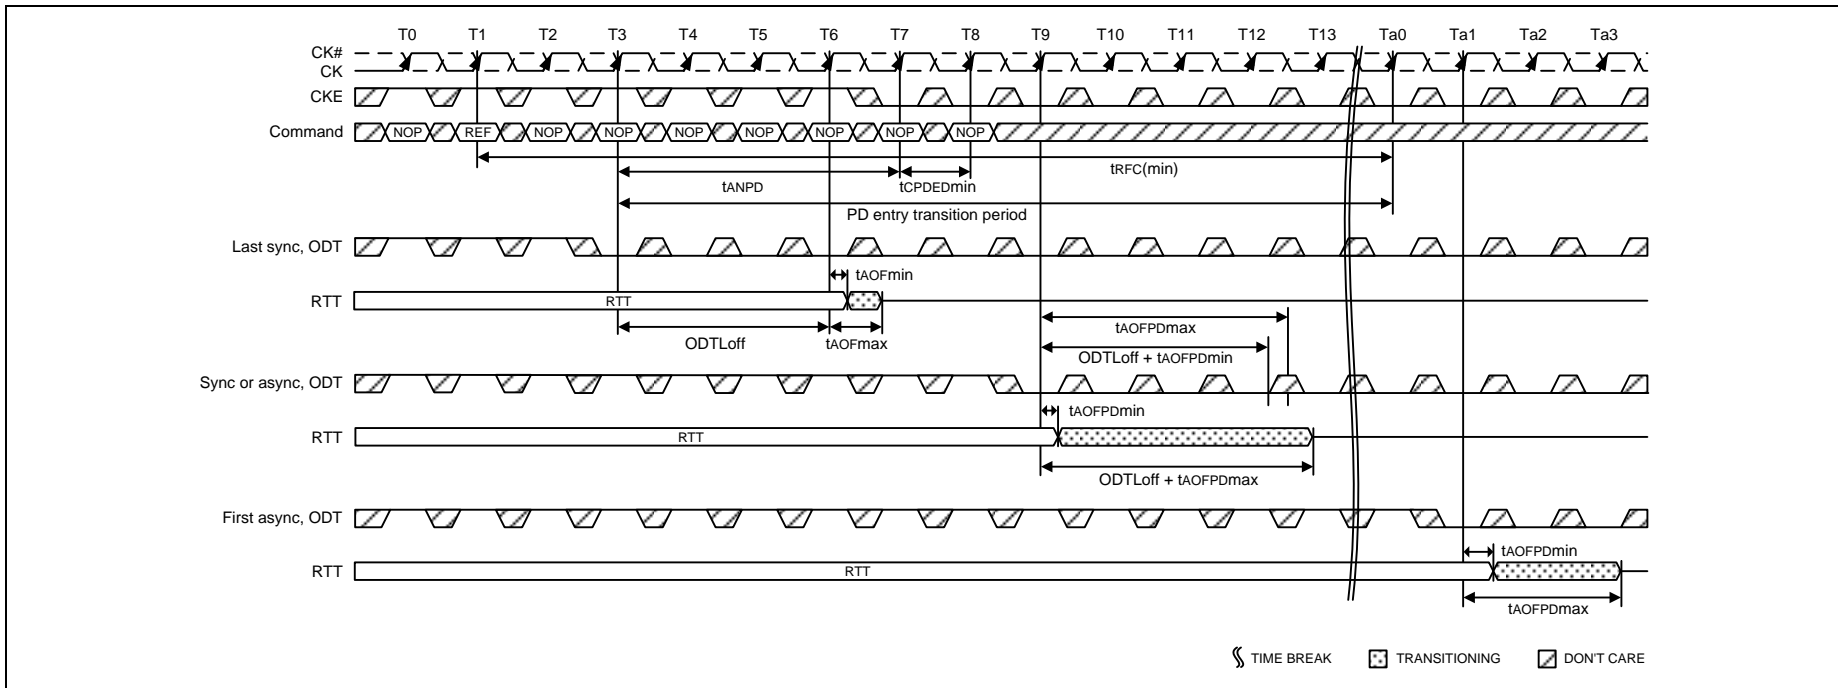 T0 T1 T2 T3 T4 T5 T6 T7 T8 T9 T10 T11 T12 T13 Ta0 Ta1 Ta2 Ta3
CK#
CK
CKE
Command NOP REF NOP NOP NOP NOP NOP NOP NOP
tRFC(min)
tANPD tCPDEDmin
PD entry transition period
Last sync, ODT
tAOFmin
RTT RTT
tAOFPDmax
ODTLoff tAOFmax
ODTLoff + tAOFPDmin
Sync or async, ODT
tAOFPDmin
RTT RTT
ODTLoff + tAOFPDmax
First async, ODT
tAOFPDmin
RTT RTT
tAOFPDmax
TIME BREAK TRANSITIONING DON'T CARE